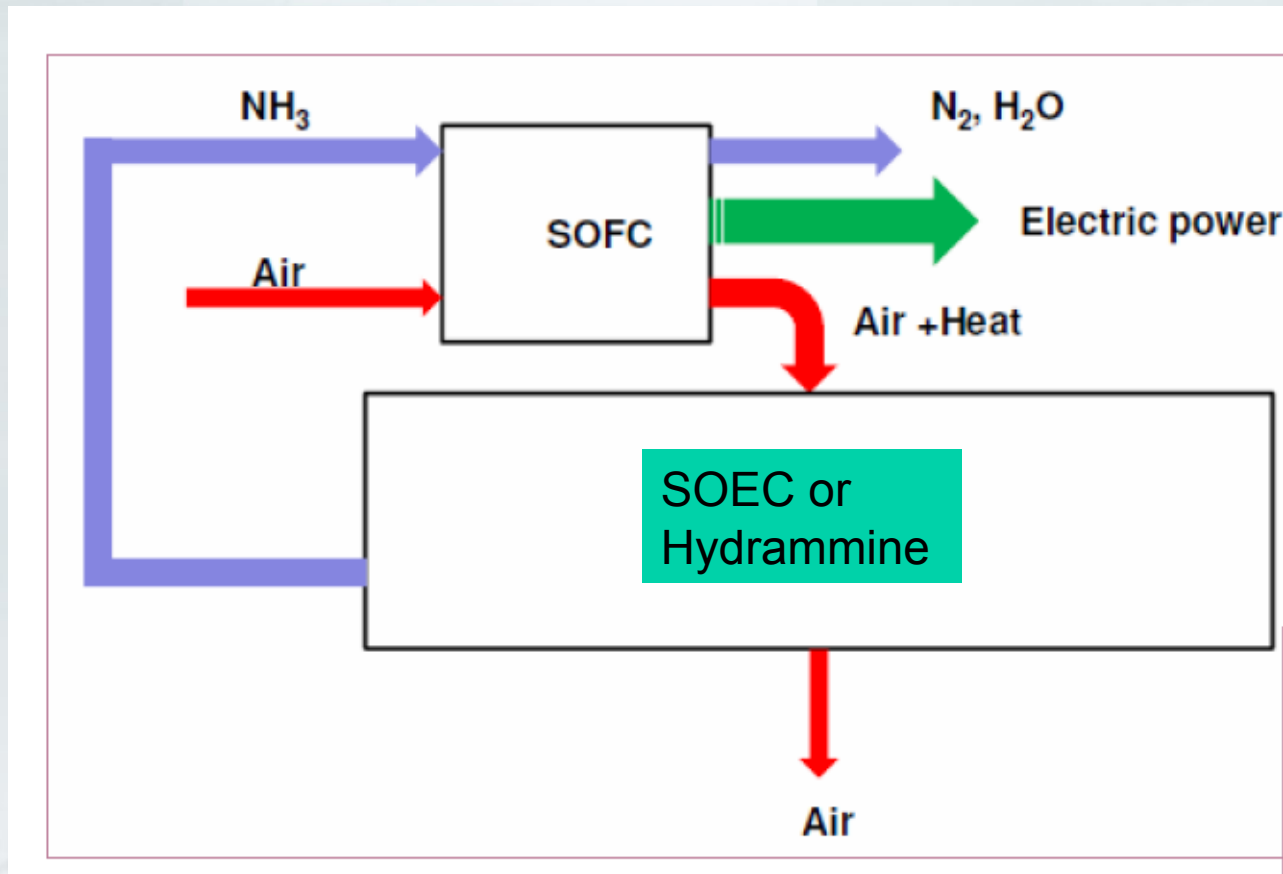 NH₃
N₂, H₂O
SOFC
Electric power
Air
Air +Heat
SOEC or
Hydrammine
Air